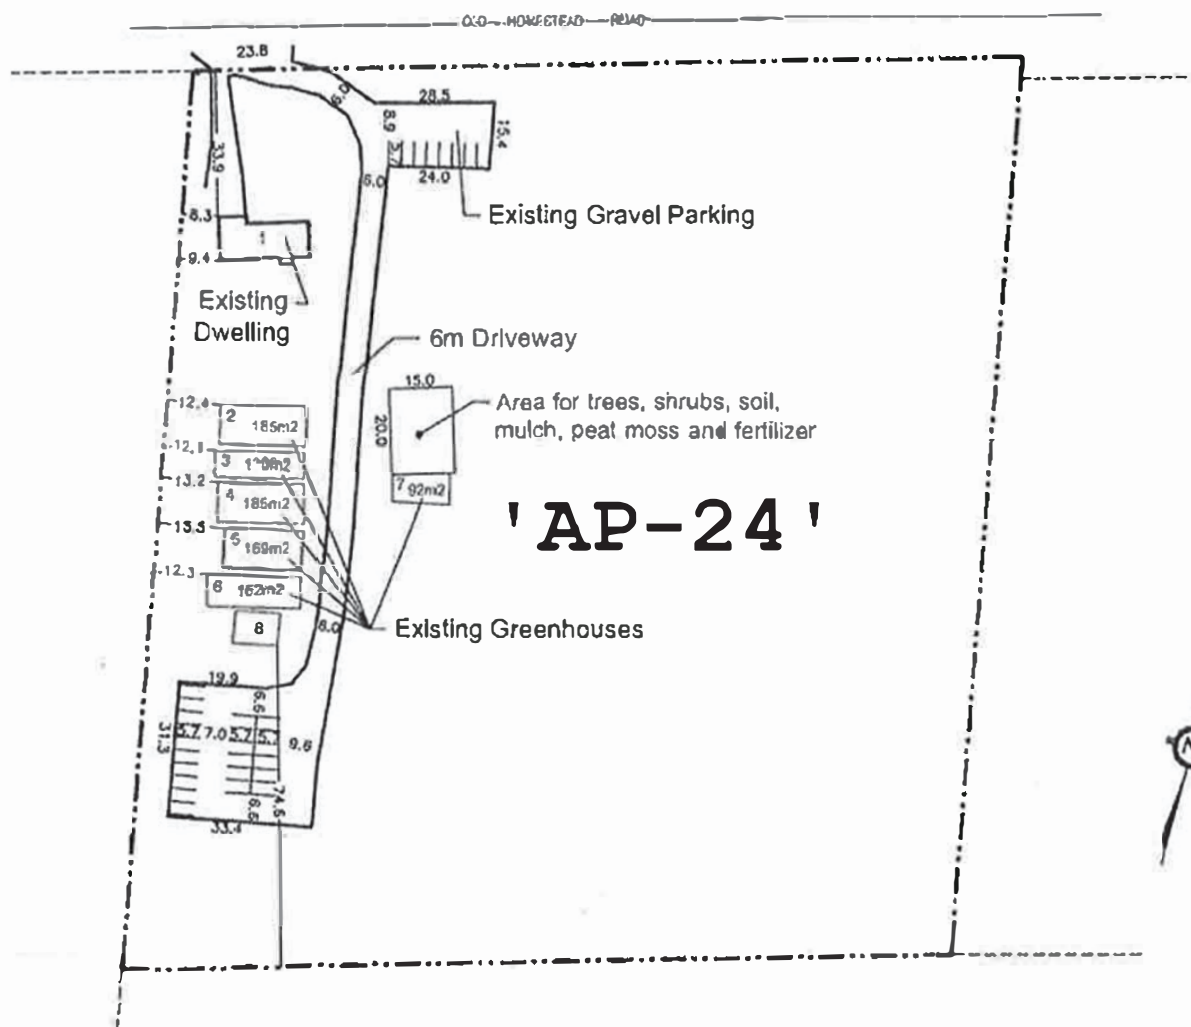 OLD HOMESTEAD ROAD
23.8
6.0
28.5
8.9
15.4
5.7
24.0
33.9
6.0
Existing Gravel Parking
8.3
1
9.4
Existing
Dwelling
6m Driveway
15.0
12.4
2
185m2
20.0
Area for trees, shrubs, soil,
mulch, peat moss and fertilizer
12.1
3
13.2
4
185m2
7
92m2
'AP-24'
13.3
5
169m2
12.3
6
162m2
8
6.0
Existing Greenhouses
19.9
6.6
31.3
5.7
7.0
5.7
5.7
9.6
74.6
6.6
33.4
N